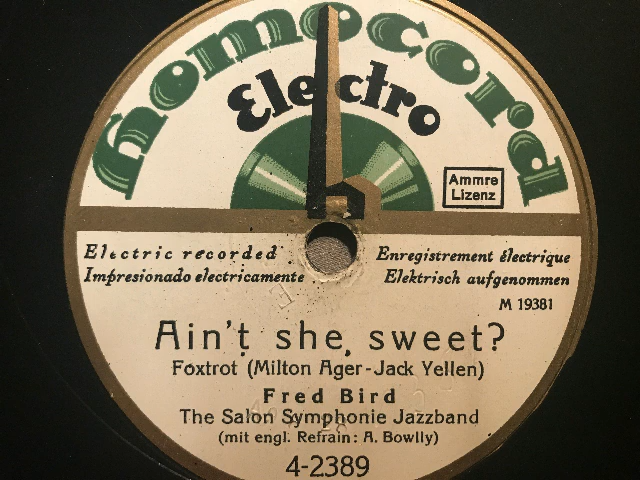 homocord
Electro
Ammre
Lizenz
Electric recorded
Impresionado electricamente
Enregistrement électrique
Elektrisch aufgenommen
M 19381
Ain't she, sweet?
Foxtrot (Milton Ager-Jack Yellen)
Fred Bird
The Salon Symphonie Jazzband
(mit engl. Refrain: A. Bowlly)
4-2389